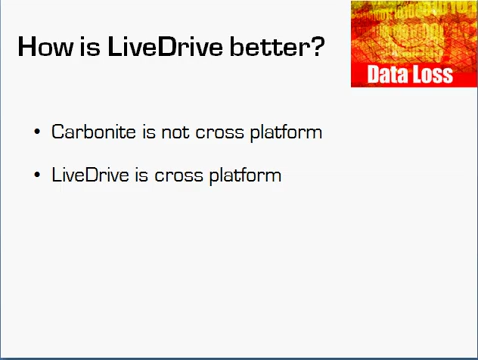 How is LiveDrive better?
Data Loss
• Carbonite is not cross platform
• LiveDrive is cross platform